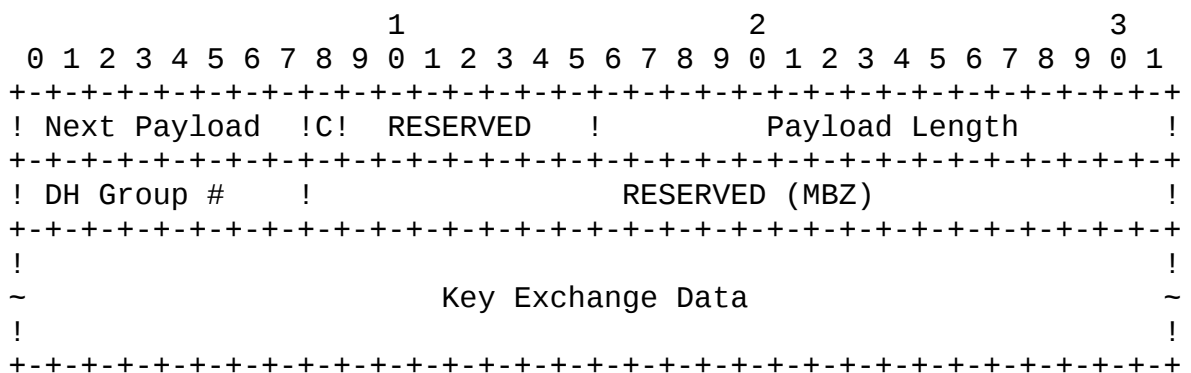 1                   2                   3
 0 1 2 3 4 5 6 7 8 9 0 1 2 3 4 5 6 7 8 9 0 1 2 3 4 5 6 7 8 9 0 1
+-+-+-+-+-+-+-+-+-+-+-+-+-+-+-+-+-+-+-+-+-+-+-+-+-+-+-+-+-+-+-+-+
! Next Payload  !C!  RESERVED   !         Payload Length        !
+-+-+-+-+-+-+-+-+-+-+-+-+-+-+-+-+-+-+-+-+-+-+-+-+-+-+-+-+-+-+-+-+
! DH Group #    !                 RESERVED (MBZ)                !
+-+-+-+-+-+-+-+-+-+-+-+-+-+-+-+-+-+-+-+-+-+-+-+-+-+-+-+-+-+-+-+-+
!                                                               !
~                       Key Exchange Data                       ~
!                                                               !
+-+-+-+-+-+-+-+-+-+-+-+-+-+-+-+-+-+-+-+-+-+-+-+-+-+-+-+-+-+-+-+-+